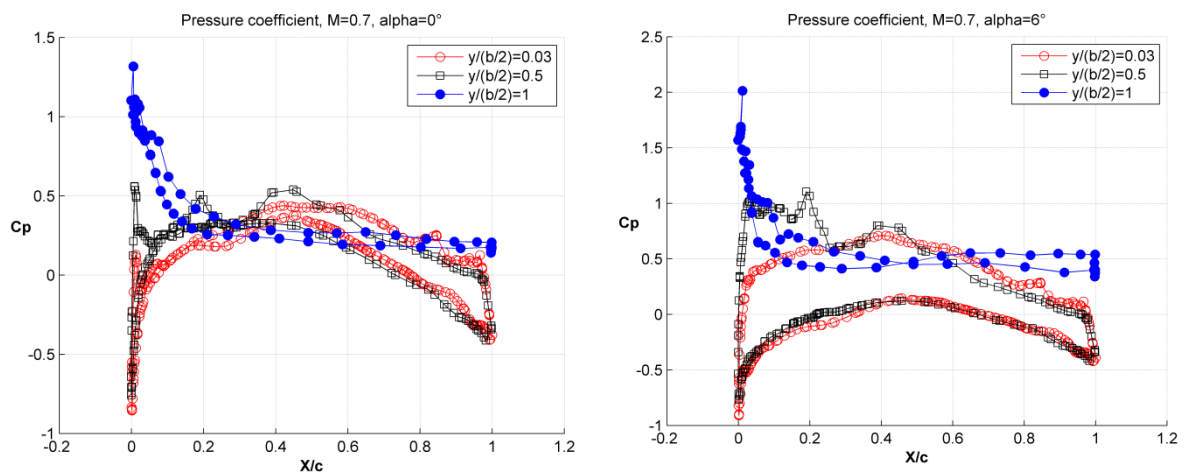 Pressure coefficient, M=0.7, alpha=0°
1.5
1
0.5
0
-0.5
-1
Cp
-0.2
0
0.2
0.4
0.6
0.8
1
1.2
X/c
y/(b/2)=0.03
y/(b/2)=0.5
y/(b/2)=1
Pressure coefficient, M=0.7, alpha=6°
2.5
2
1.5
1
0.5
0
-0.5
-1
Cp
-0.2
0
0.2
0.4
0.6
0.8
1
1.2
X/c
y/(b/2)=0.03
y/(b/2)=0.5
y/(b/2)=1